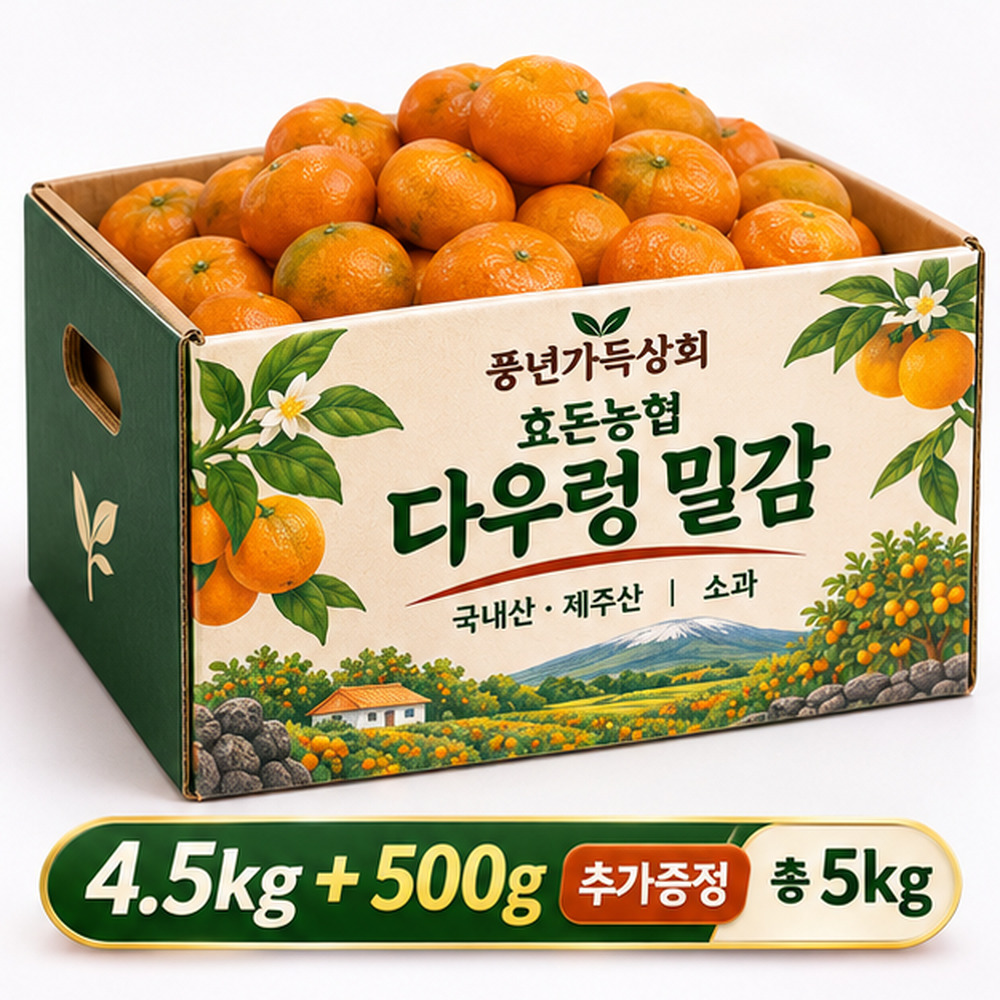 풍년가득상회
효돈농협
다우렁 밀감
국내산 · 제주산 | 소과
4.5kg + 500g 추가증정 총 5kg